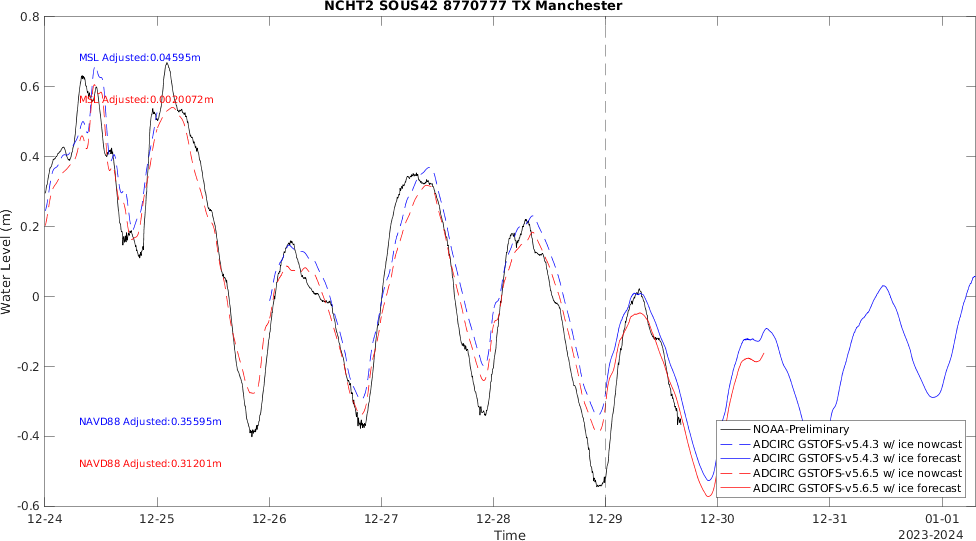 NCHT2 SOUS42 8770777 TX Manchester
Water Level (m)
0.8
0.6
0.4
0.2
0
-0.2
-0.4
-0.6
MSL Adjusted:0.04595m
MSL Adjusted:0.0020072m
NAVD88 Adjusted:0.35595m
NAVD88 Adjusted:0.31201m
NOAA-Preliminary
ADCIRC GSTOFS-v5.4.3 w/ ice nowcast
ADCIRC GSTOFS-v5.4.3 w/ ice forecast
ADCIRC GSTOFS-v5.6.5 w/ ice nowcast
ADCIRC GSTOFS-v5.6.5 w/ ice forecast
12-24 12-25 12-26 12-27 12-28 12-29 12-30 12-31 01-01
Time
2023-2024